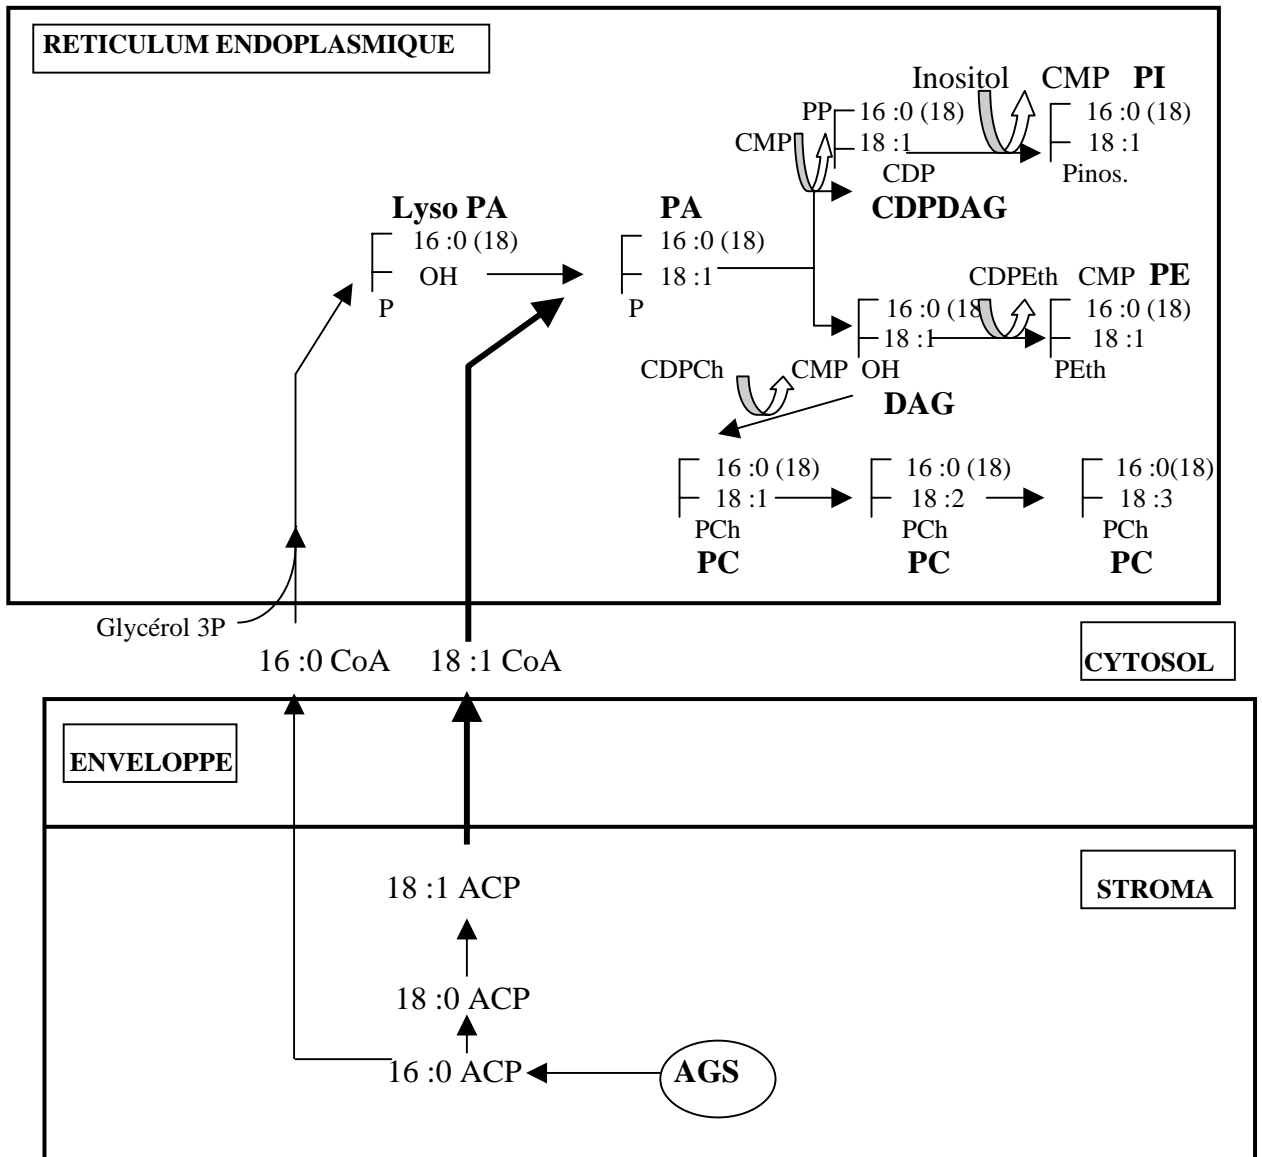 RETICULUM ENDOPLASMIQUE
Inositol CMP PI
PP 16 :0 (18) 16 :0 (18)
CMP 18 :1 18 :1
CDP Pinos.
Lyso PA PA CDPDAG
16 :0 (18) 16 :0 (18)
OH 18 :1 CDPEth CMP PE
P P 16 :0 (18 16 :0 (18)
18 :1 18 :1
CDPCh CMP OH PEth
DAG
16 :0 (18) 16 :0 (18) 16 :0(18)
18 :1 18 :2 18 :3
PCh PCh PCh
PC PC PC
Glycérol 3P
16 :0 CoA 18 :1 CoA CYTOSOL
ENVELOPPE
18 :1 ACP STROMA
18 :0 ACP
16 :0 ACP AGS